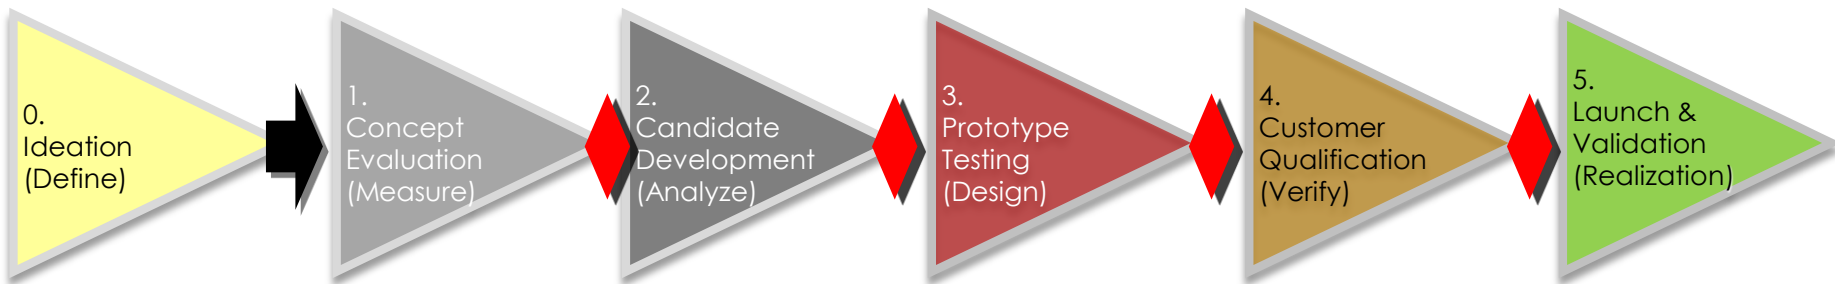 0.
Ideation
(Define)
1.
Concept
Evaluation
(Measure)
2.
Candidate
Development
(Analyze)
3.
Prototype
Testing
(Design)
4.
Customer
Qualification
(Verify)
5.
Launch &
Validation
(Realization)